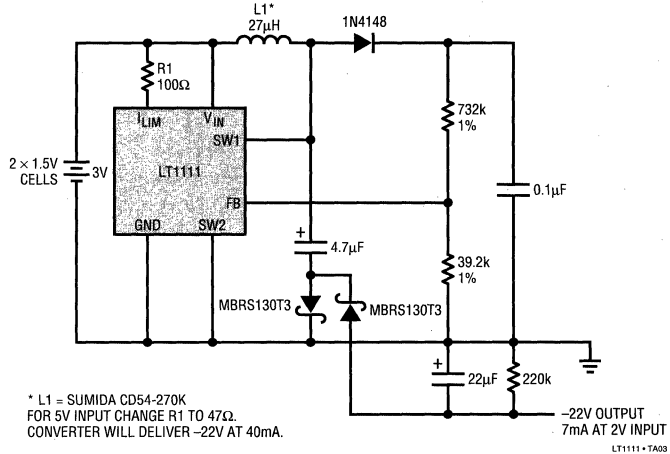 L1*
27µH
1N4148
R1
100Ω
ILIM
VIN
SW1
732k
1%
2 × 1.5V
CELLS
3V
LT1111
0.1µF
FB
GND
SW2
+
4.7µF
39.2k
1%
MBRS130T3
MBRS130T3
+
22µF
220k
* L1 = SUMIDA CD54-270K
FOR 5V INPUT CHANGE R1 TO 47Ω.
CONVERTER WILL DELIVER –22V AT 40mA.
–22V OUTPUT
7mA AT 2V INPUT
LT1111 • TA03